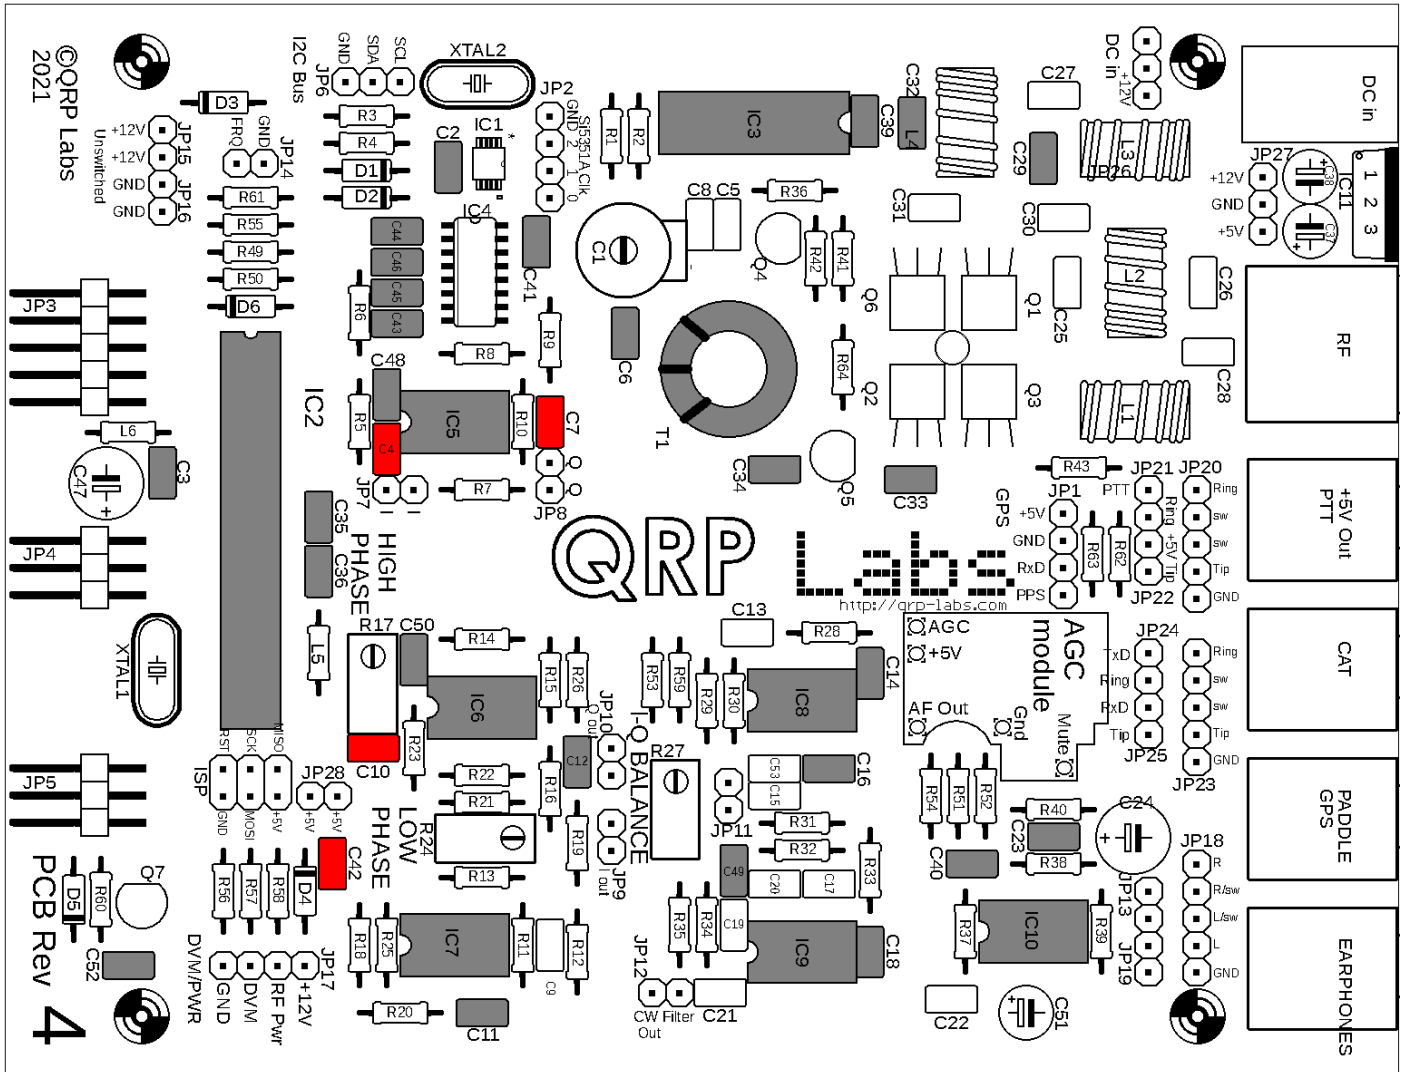 ©QRP Labs
2021
D3
I2C Bus
JP6
GND
SDA
SCL
XTAL2
JP2
GND
2
1
0
Si5351A Clk
IC1
*
C2
R3
R4
D1
D2
FRQ
GND
JP14
+12V
+12V
GND
GND
Unswitched
JP15
JP16
R61
R55
R49
R50
D6
C44
C46
C45
C43
IC4
C41
R6
R8
R9
R1
R2
IC3
C39
C32
L4
C27
C29
L3
JP26
DC in
+12V
DC in
JP27
+12V
GND
+5V
C38
C37
IC11
1
2
3
C8
C5
R36
C1
Q4
R42
R41
C31
C30
Q6
Q1
C25
L2
C26
C6
T1
R64
Q2
Q3
C28
RF
L1
JP3
IC2
L6
C47
+
C3
C48
R5
C4
IC5
R10
C7
Q
Q
JP8
JP7
I
I
R7
C34
Q5
C33
R43
JP21
JP20
PTT
Ring
+5V
Tip
JP22
Ring
sw
sw
Tip
GND
GPS
JP1
+5V
GND
RxD
PPS
R63
R62
+5V Out
PTT
JP4
C35
C36
HIGH
PHASE
QRP Labs
http://qrp-labs.com
XTAL1
L5
R17
C50
R14
IC6
R15
R26
C10
R23
R22
R21
R24
R13
R16
C12
R19
JP10
Q out
I-Q BALANCE
JP9
I out
C13
R28
R53
R59
R29
R30
IC8
C14
AGC
+5V
AGC
module
AF Out
Gnd
Mute
JP24
TxD
Ring
RxD
Tip
JP25
Ring
sw
sw
Tip
GND
JP23
CAT
R27
JP11
C53
C15
C16
R31
R32
C49
C20
C17
R33
R54
R51
R52
R40
C23
R38
C40
C24
+
JP5
RST
SCK
MISO
ISP
GND
MOSI
+5V
JP28
+5V
+5V
C42
LOW
PHASE
PADDLE
GPS
JP18
R
R/sw
L/sw
L
GND
JP13
JP19
PCB Rev
4
D5
R60
Q7
C52
R56
R57
R58
D4
JP17
DVM/PWR
GND
DVM
RF Pwr
+12V
R18
R25
IC7
R11
C9
R12
R20
C11
R35
R34
C19
IC9
C18
JP12
CW Filter
Out
C21
R37
IC10
R39
C22
C51
+
EARPHONES